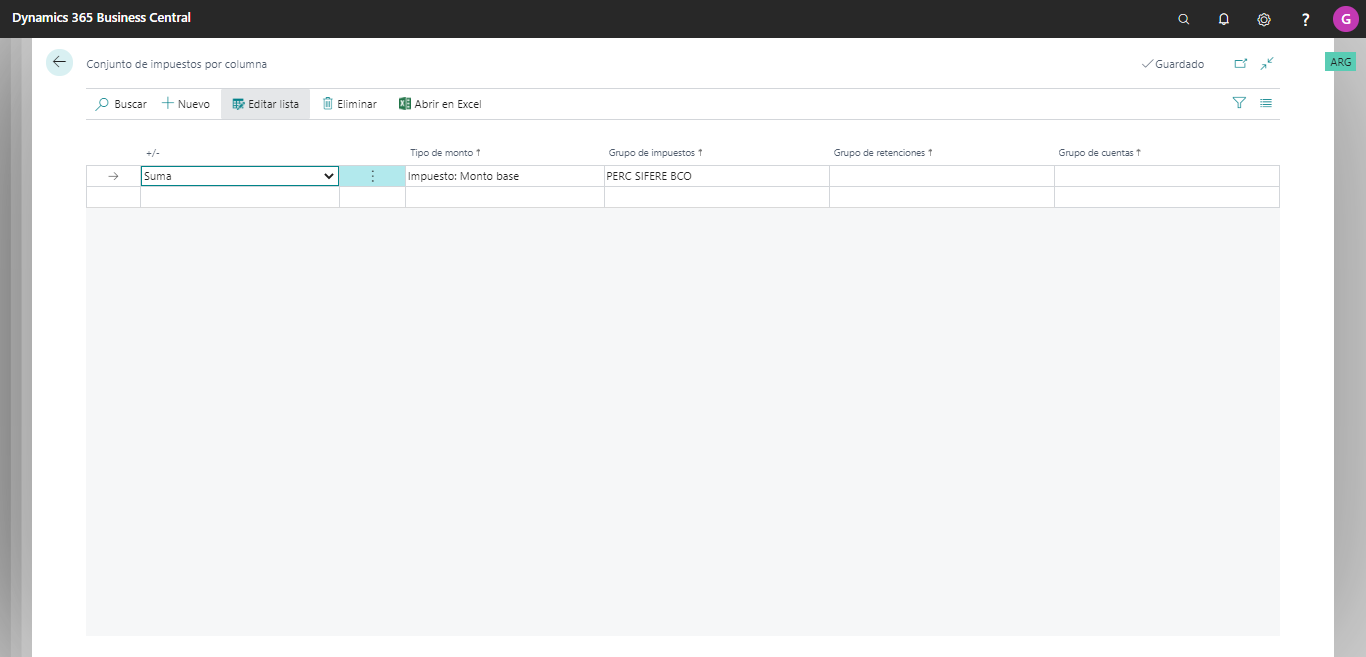 Dynamics 365 Business Central
G
Conjunto de impuestos por columna
Guardado
ARG
Buscar
Nuevo
Editar lista
Eliminar
Abrir en Excel
+/-
Tipo de monto ↑
Grupo de impuestos ↑
Grupo de retenciones ↑
Grupo de cuentas ↑
Suma
Impuesto: Monto base
PERC SIFERE BCO